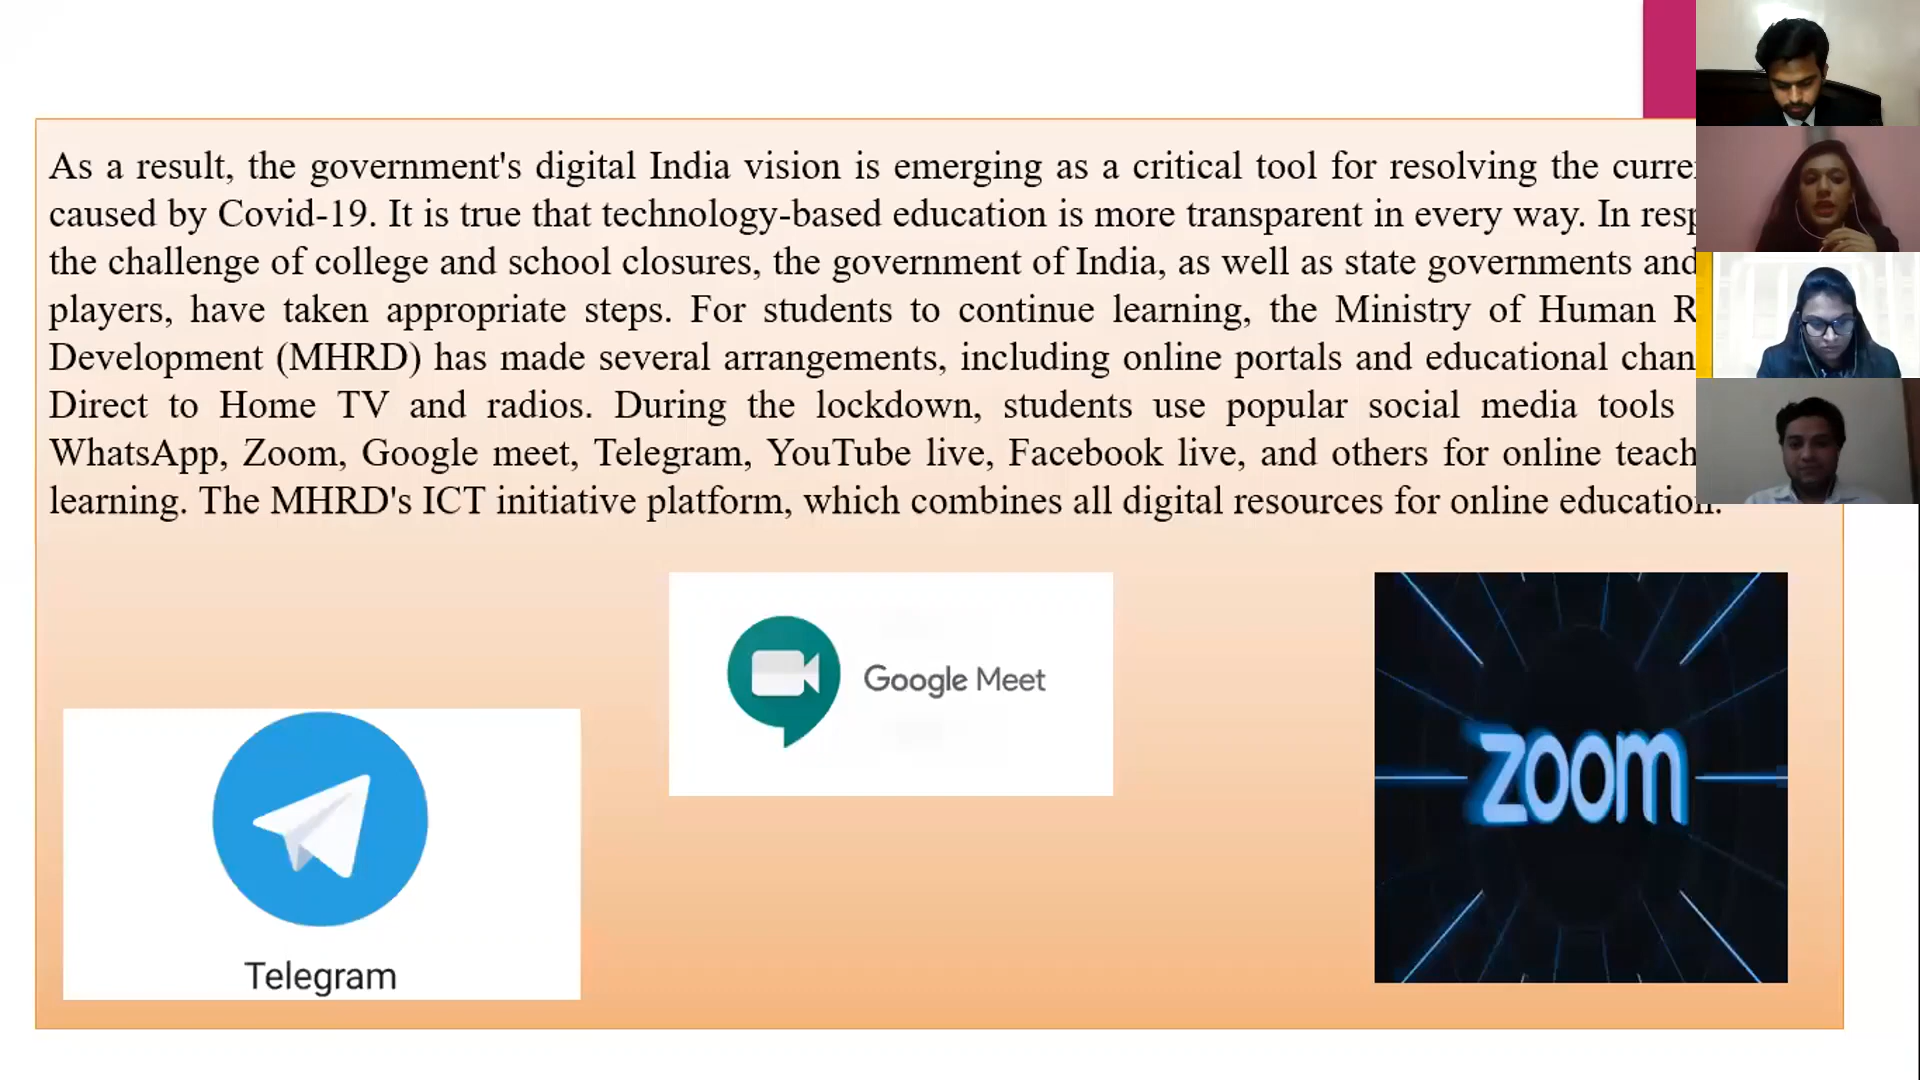 As a result, the government's digital India vision is emerging as a critical tool for resolving the
caused by Covid-19. It is true that technology-based education is more transparent in every way. In
the challenge of college and school closures, the government of India, as well as state governments and
players, have taken appropriate steps. For students to continue learning, the Ministry of Human
Development (MHRD) has made several arrangements, including online portals and educational
Direct to Home TV and radios. During the lockdown, students use popular social media tools
WhatsApp, Zoom, Google meet, Telegram, YouTube live, Facebook live, and others for online
learning. The MHRD's ICT initiative platform, which combines all digital resources for online education.
Google Meet
zoom
Telegram